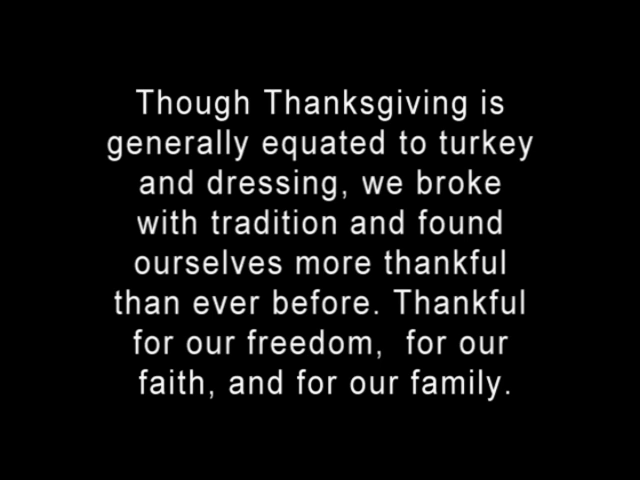 Though Thanksgiving is
generally equated to turkey
and dressing, we broke
with tradition and found
ourselves more thankful
than ever before. Thankful
for our freedom,  for our
faith, and for our family.